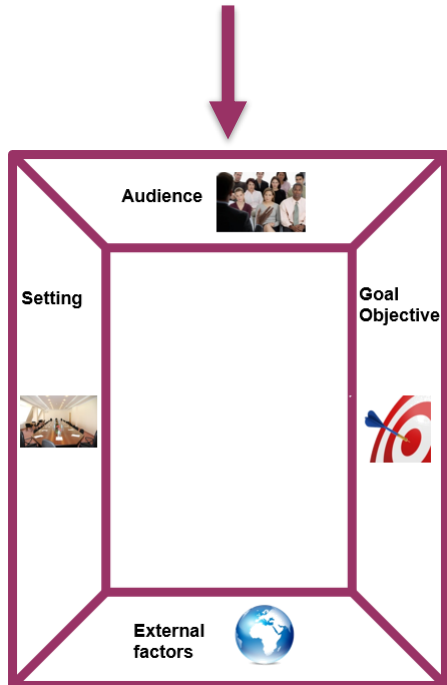 Audience
Setting
Goal
Objective
External
factors